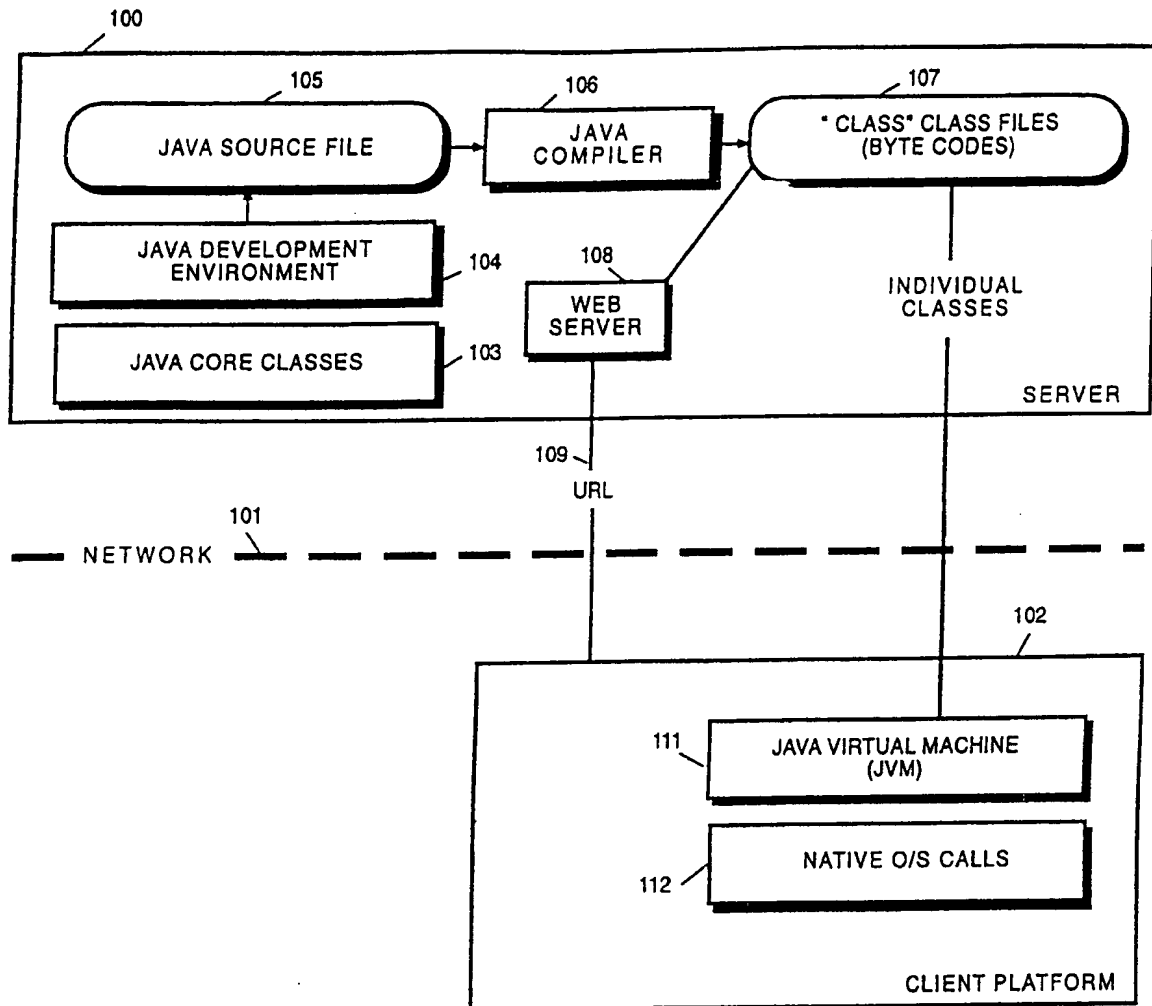 100
105
JAVA SOURCE FILE
106
JAVA
COMPILER
107
" CLASS" CLASS FILES
(BYTE CODES)
JAVA DEVELOPMENT
ENVIRONMENT
104
JAVA CORE CLASSES
103
108
WEB
SERVER
INDIVIDUAL
CLASSES
SERVER
109
URL
101
NETWORK
102
111
JAVA VIRTUAL MACHINE
(JVM)
112
NATIVE O/S CALLS
CLIENT PLATFORM